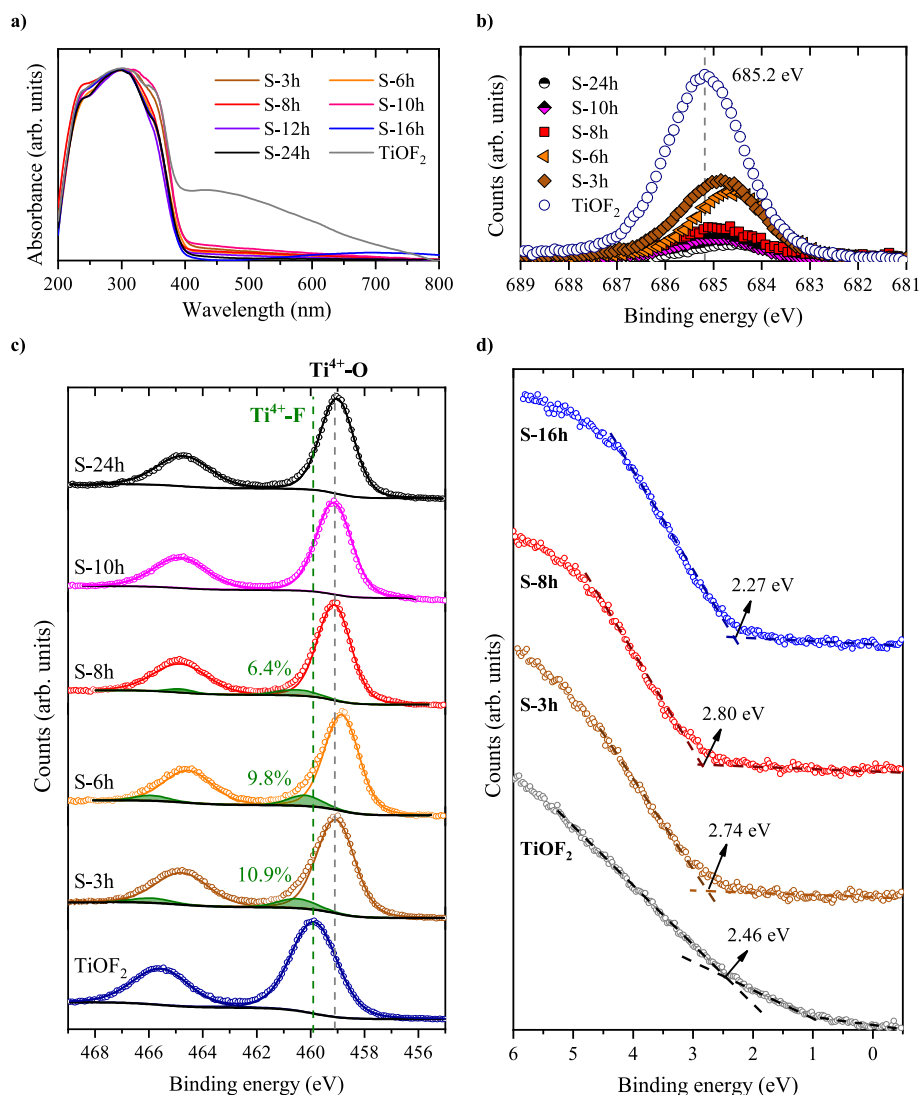 a)
Absorbance (arb. units)
S-3h
S-6h
S-8h
S-10h
S-12h
S-16h
S-24h
TiOF₂
200 300 400 500 600 700 800
Wavelength (nm)
b)
Counts (arb. units)
685.2 eV
S-24h
S-10h
S-8h
S-6h
S-3h
TiOF₂
689 688 687 686 685 684 683 682 681
Binding energy (eV)
c)
Counts (arb. units)
Ti⁴⁺-O
Ti⁴⁺-F
S-24h
S-10h
S-8h
6.4%
S-6h
9.8%
S-3h
10.9%
TiOF₂
468 466 464 462 460 458 456
Binding energy (eV)
d)
Counts (arb. units)
S-16h
2.27 eV
S-8h
2.80 eV
S-3h
2.74 eV
TiOF₂
2.46 eV
6 5 4 3 2 1 0
Binding energy (eV)